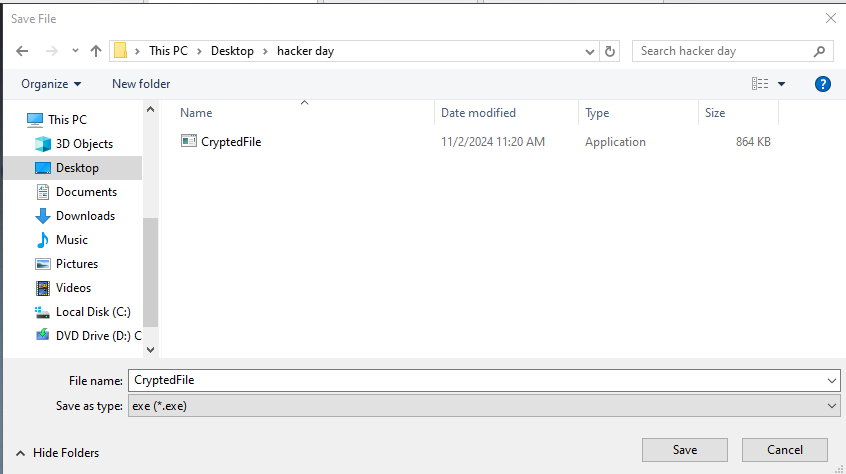 Save File
This PC Desktop hacker day
Search hacker day
Organize New folder
?
Name Date modified Type Size
CryptedFile 11/2/2024 11:20 AM Application 864 KB
This PC
3D Objects
Desktop
Documents
Downloads
Music
Pictures
Videos
Local Disk (C:)
DVD Drive (D:) C
File name: CryptedFile
Save as type: exe (*.exe)
Hide Folders
Save Cancel